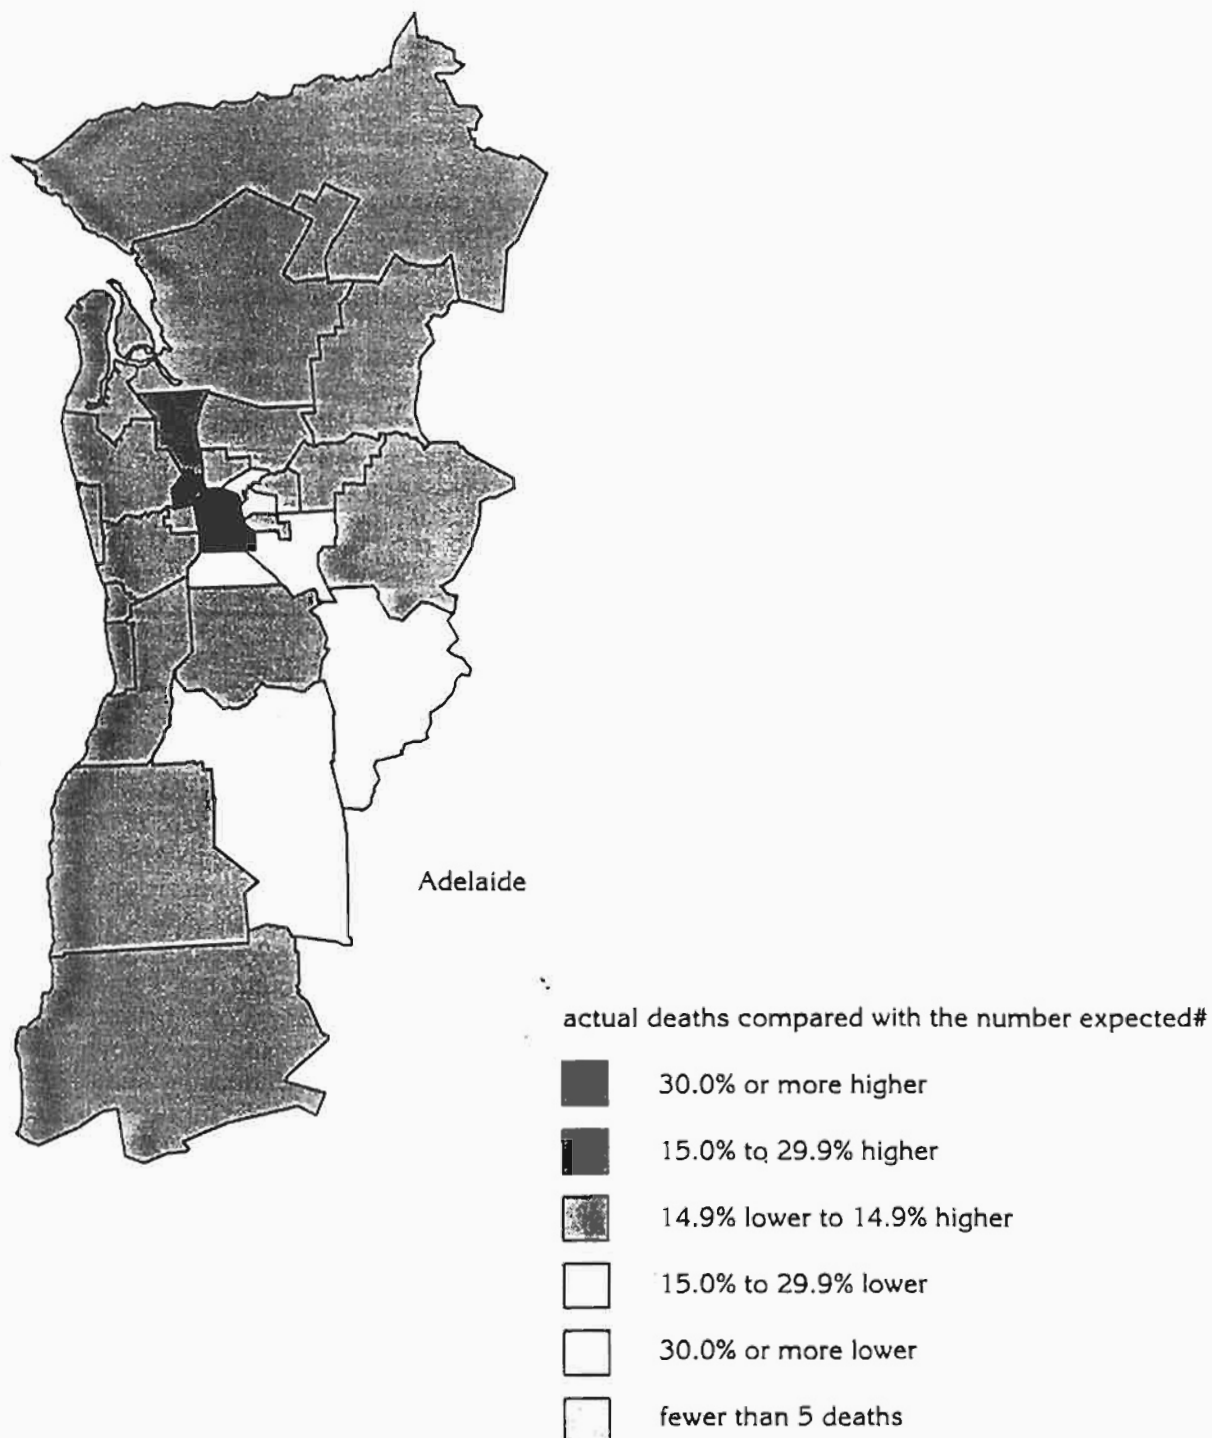 Adelaide
actual deaths compared with the number expected#
30.0% or more higher
15.0% to 29.9% higher
14.9% lower to 14.9% higher
15.0% to 29.9% lower
30.0% or more lower
fewer than 5 deaths